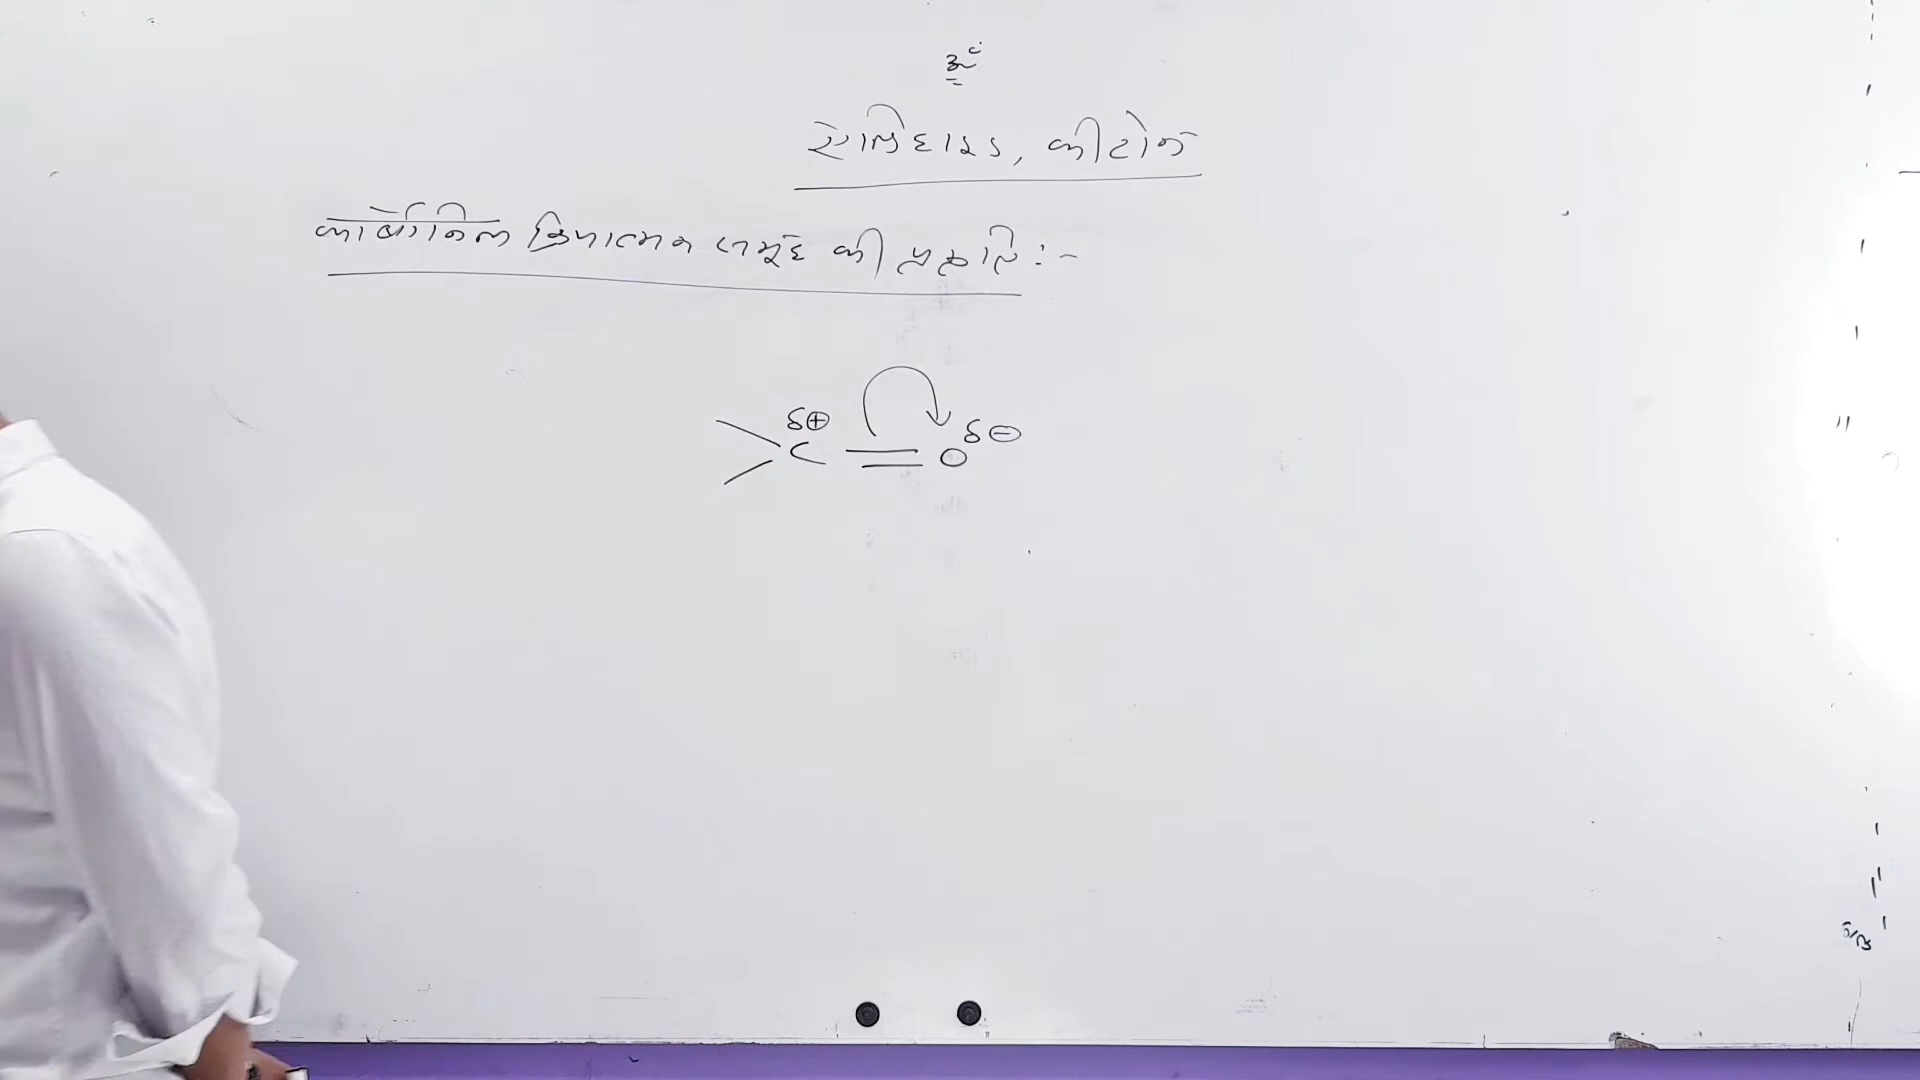 ॐ
एल्डिहाइड, कीटोन
कार्बोनिल क्रियात्मक समूह की प्रकृति :-
δ⊕ δ⊖
>C=O